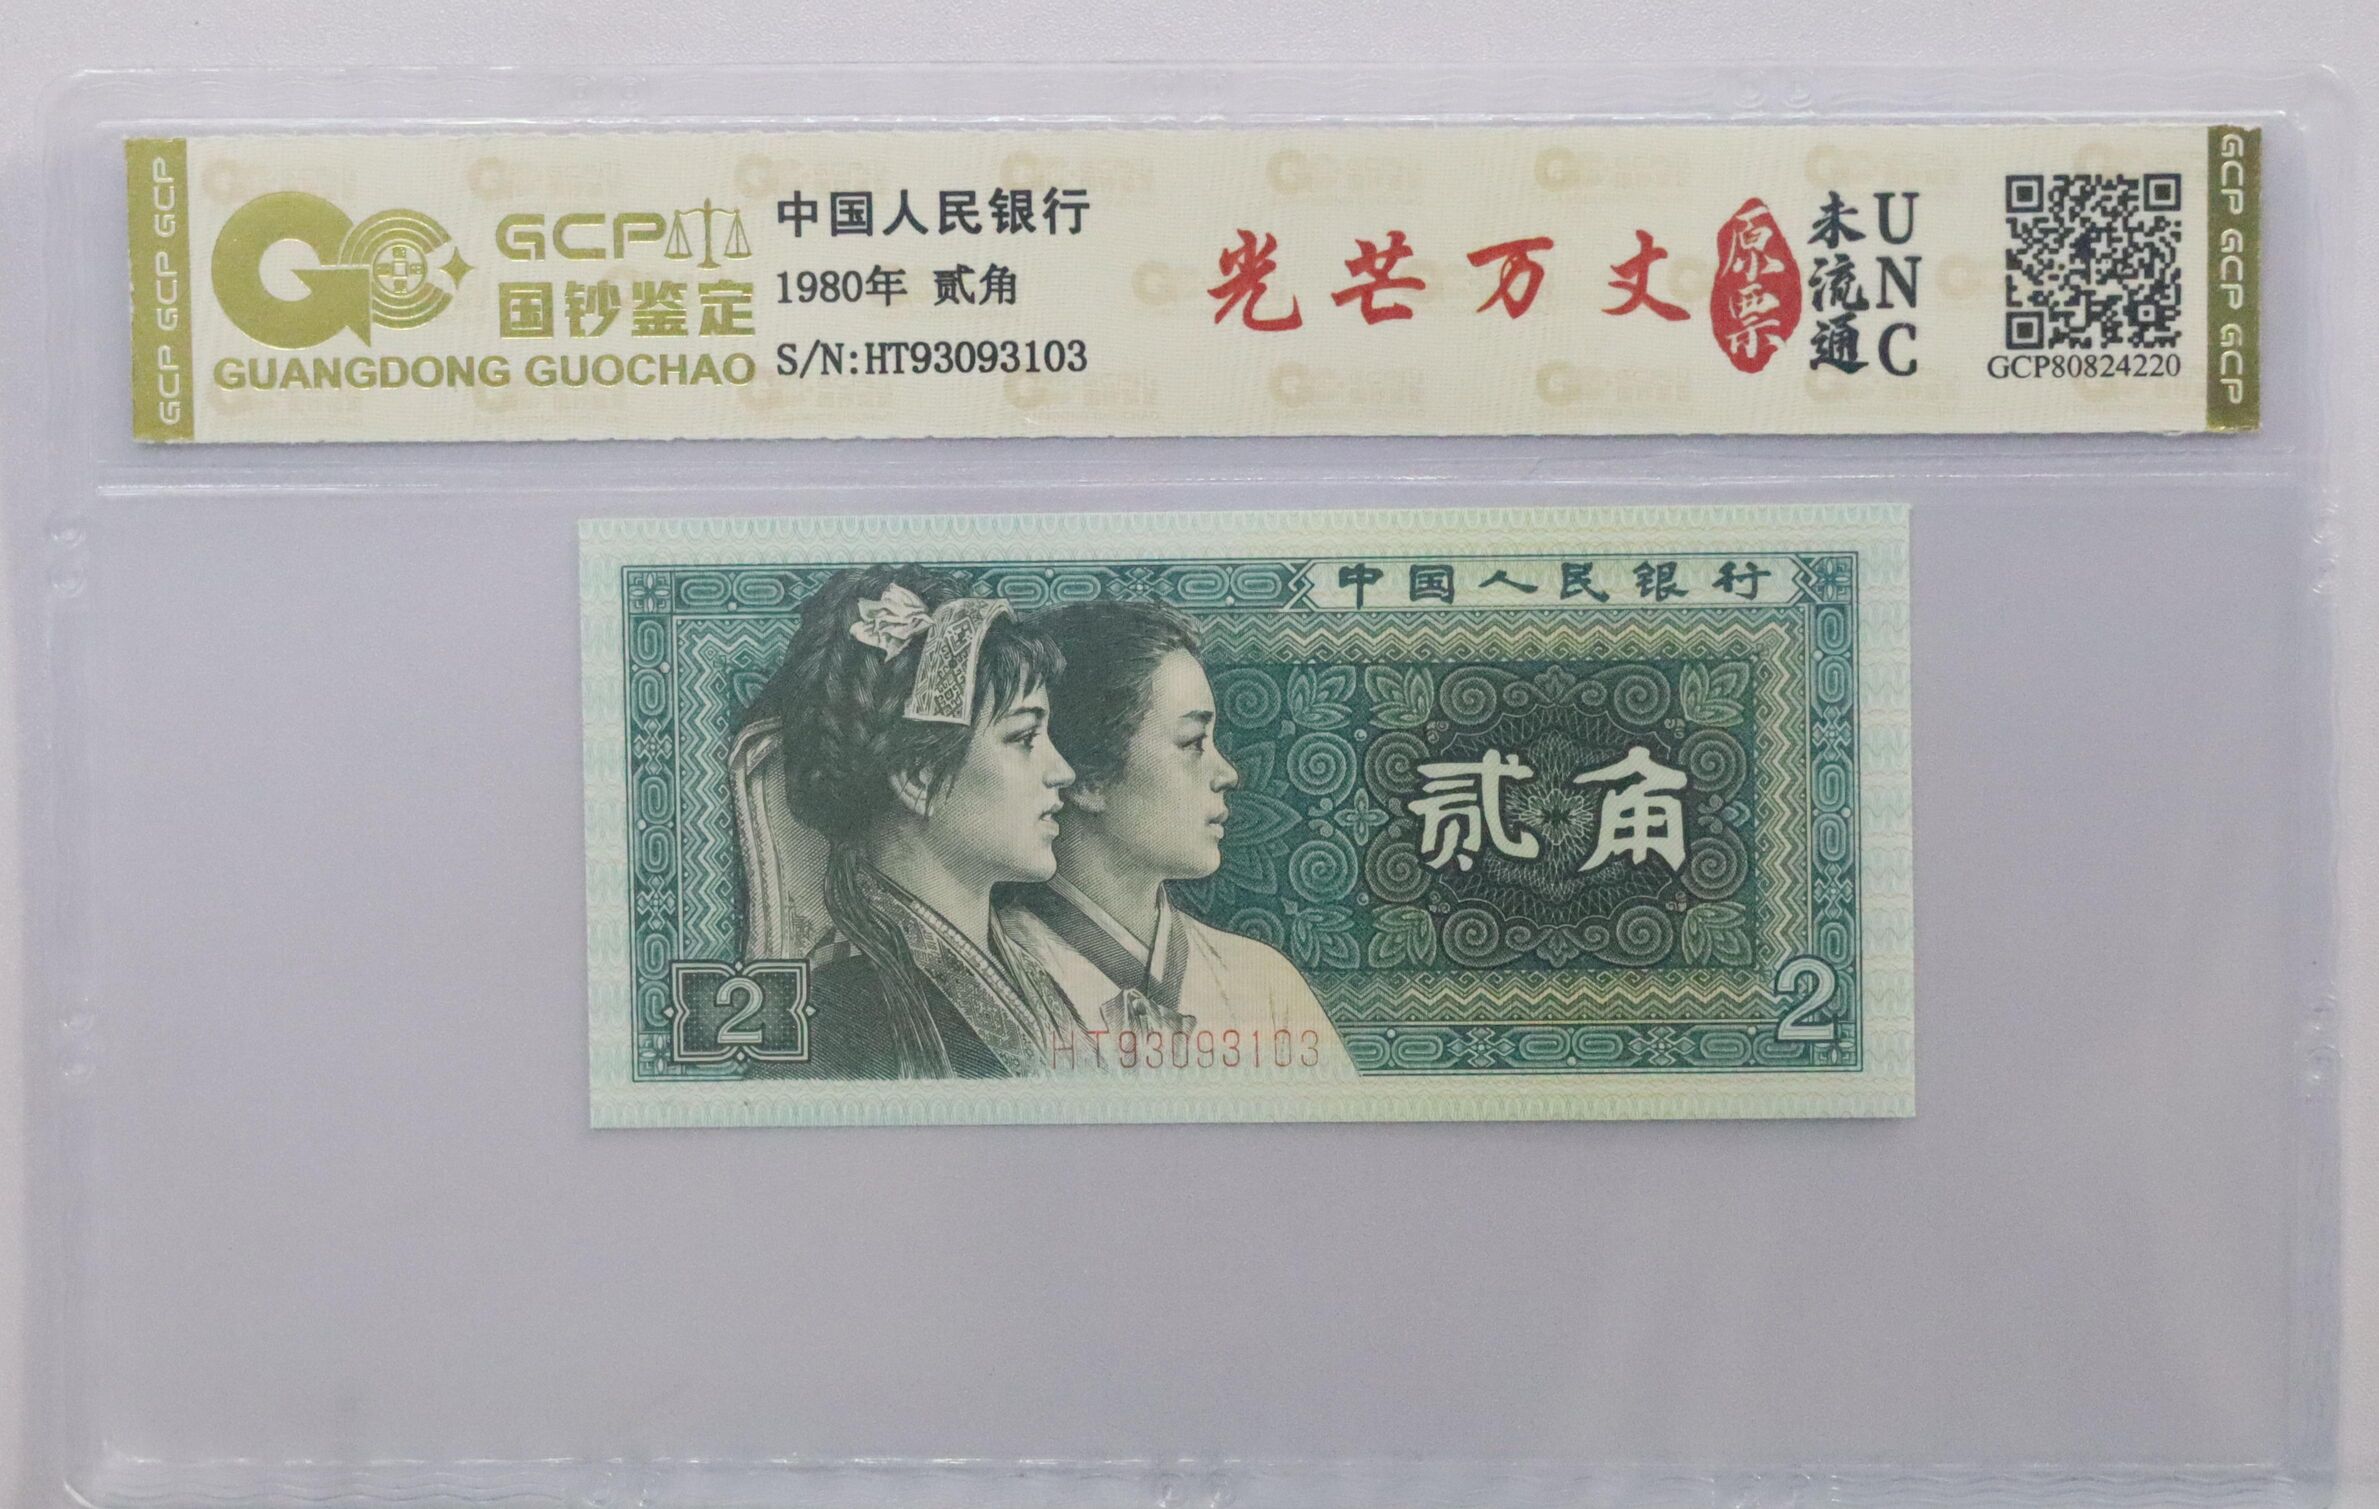 GCP GCP GCP
GCP
国钞鉴定
GUANGDONG GUOCHAO
中国人民银行
1980年 贰角
S/N:HT93093103
光芒万丈
原票
未流通
UNC
GCP80824220
GCP GCP GCP
中国人民银行
贰角
2
2
HT93093103